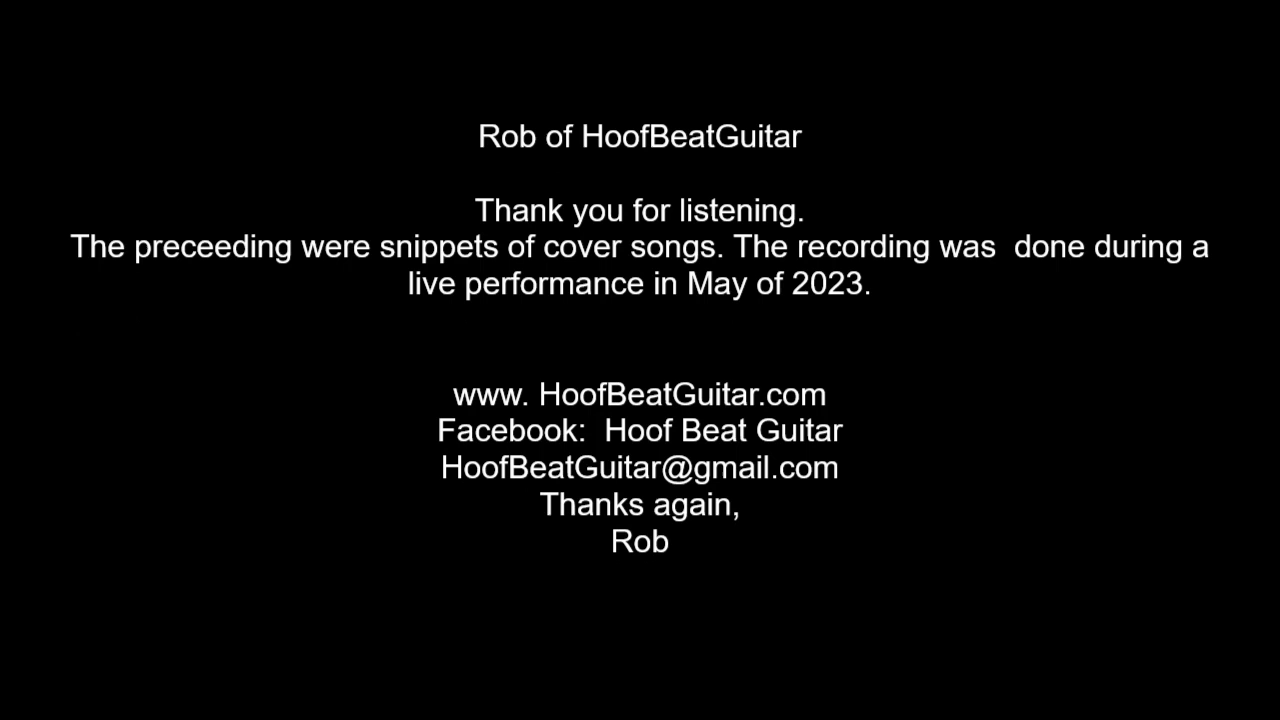 Rob of HoofBeatGuitar
Thank you for listening.
The preceeding were snippets of cover songs. The recording was  done during a
live performance in May of 2023.
www. HoofBeatGuitar.com
Facebook:  Hoof Beat Guitar
HoofBeatGuitar@gmail.com
Thanks again,
Rob